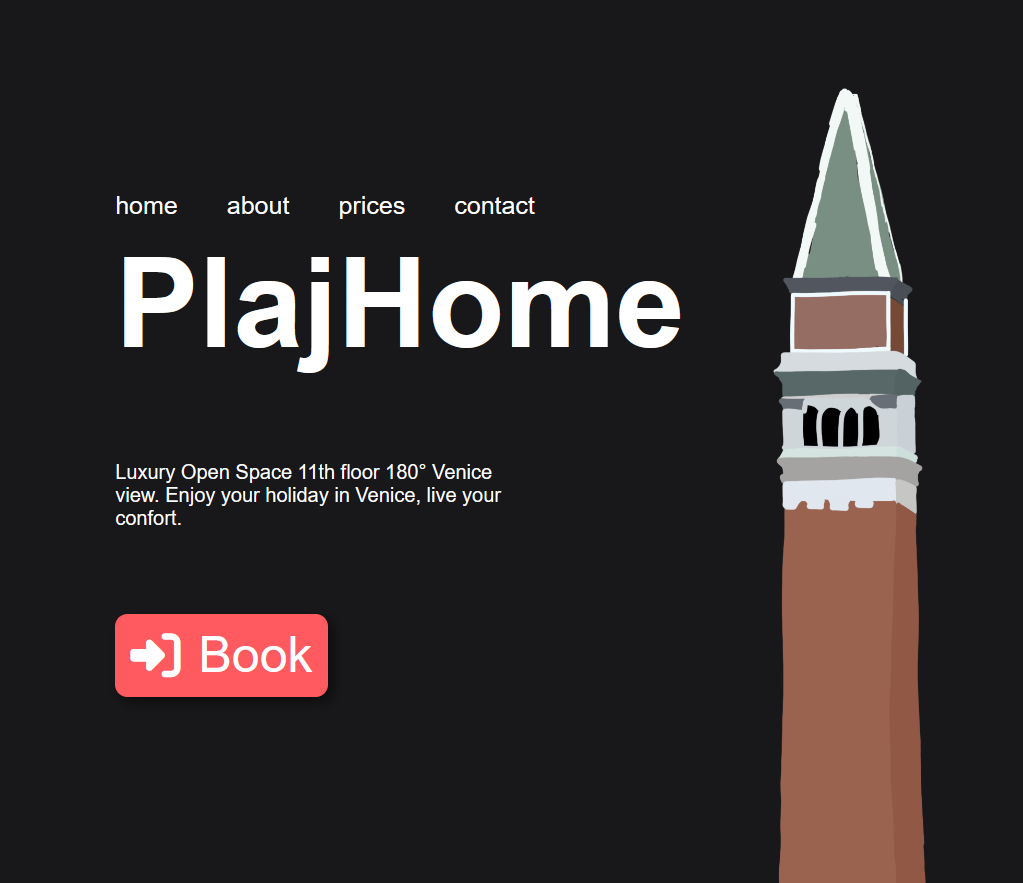 home about prices contact
PlajHome
Luxury Open Space 11th floor 180° Venice
view. Enjoy your holiday in Venice, live your
confort.
Book